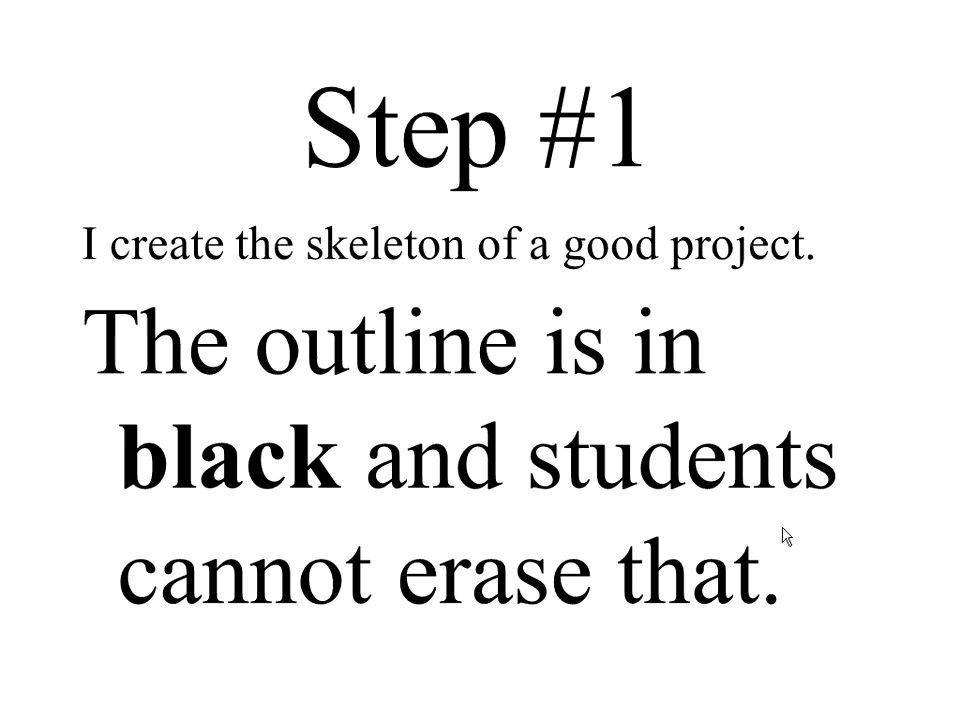 Step #1
I create the skeleton of a good project.
The outline is in
black and students
cannot erase that.